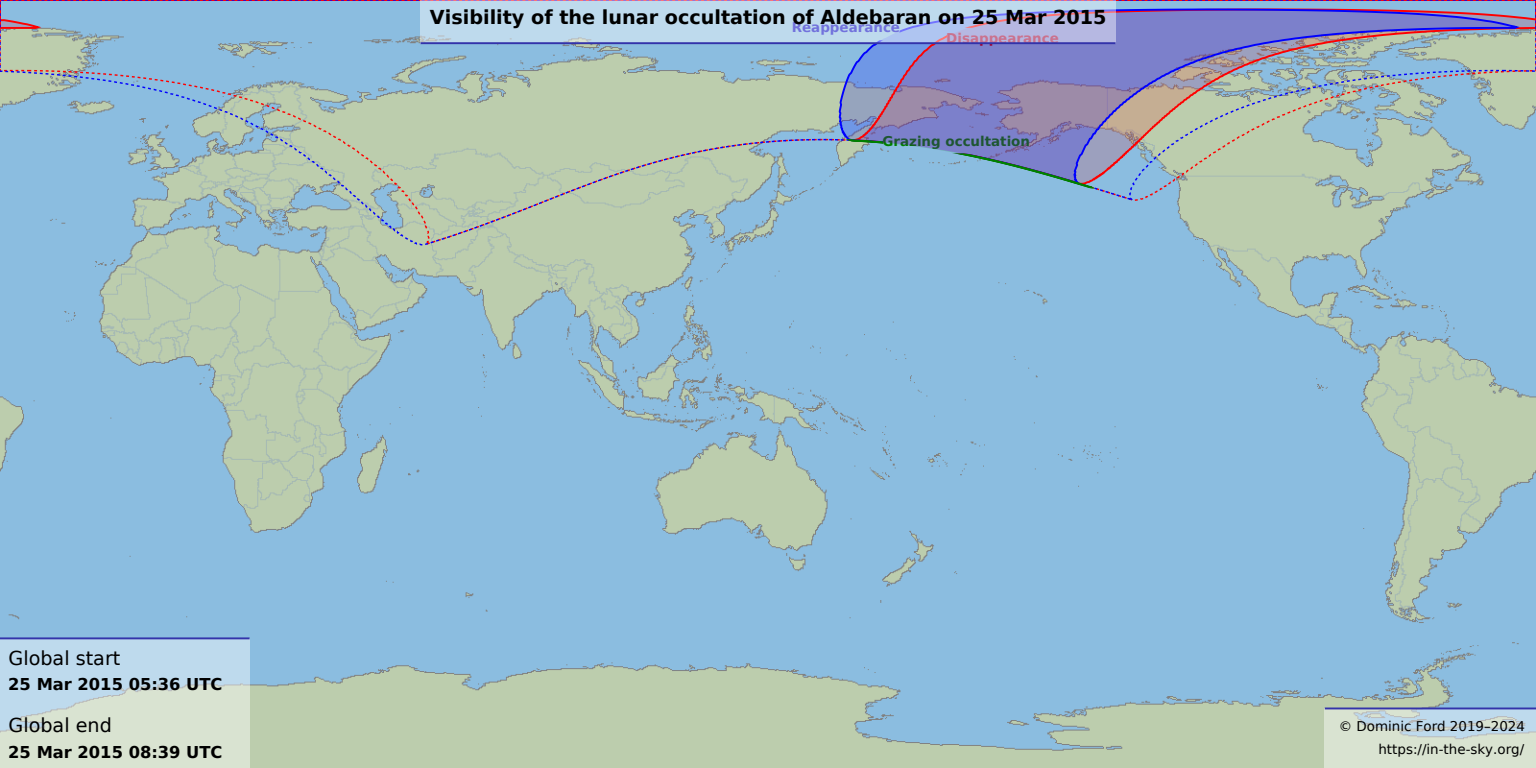 Visibility of the lunar occultation of Aldebaran on 25 Mar 2015
Reappearance
Disappearance
Grazing occultation
Global start
25 Mar 2015 05:36 UTC
Global end
25 Mar 2015 08:39 UTC
© Dominic Ford 2019–2024
https://in-the-sky.org/